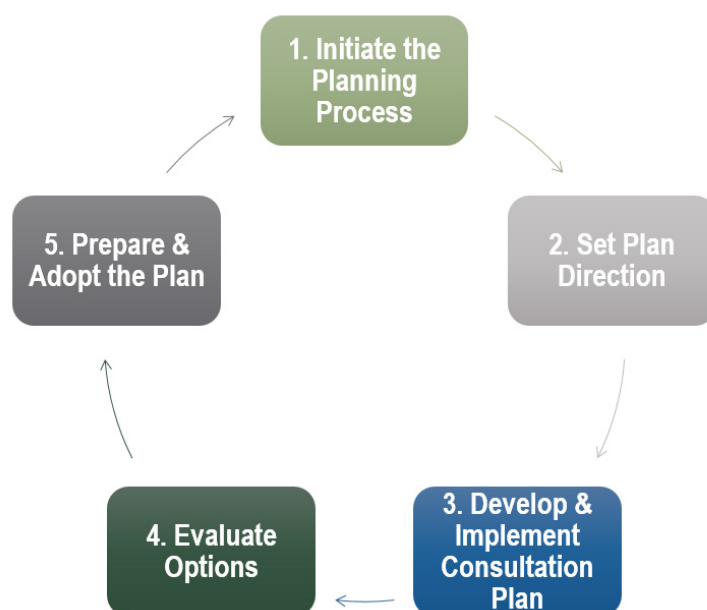 1. Initiate the
Planning
Process
2. Set Plan
Direction
3. Develop &
Implement
Consultation
Plan
4. Evaluate
Options
5. Prepare &
Adopt the Plan